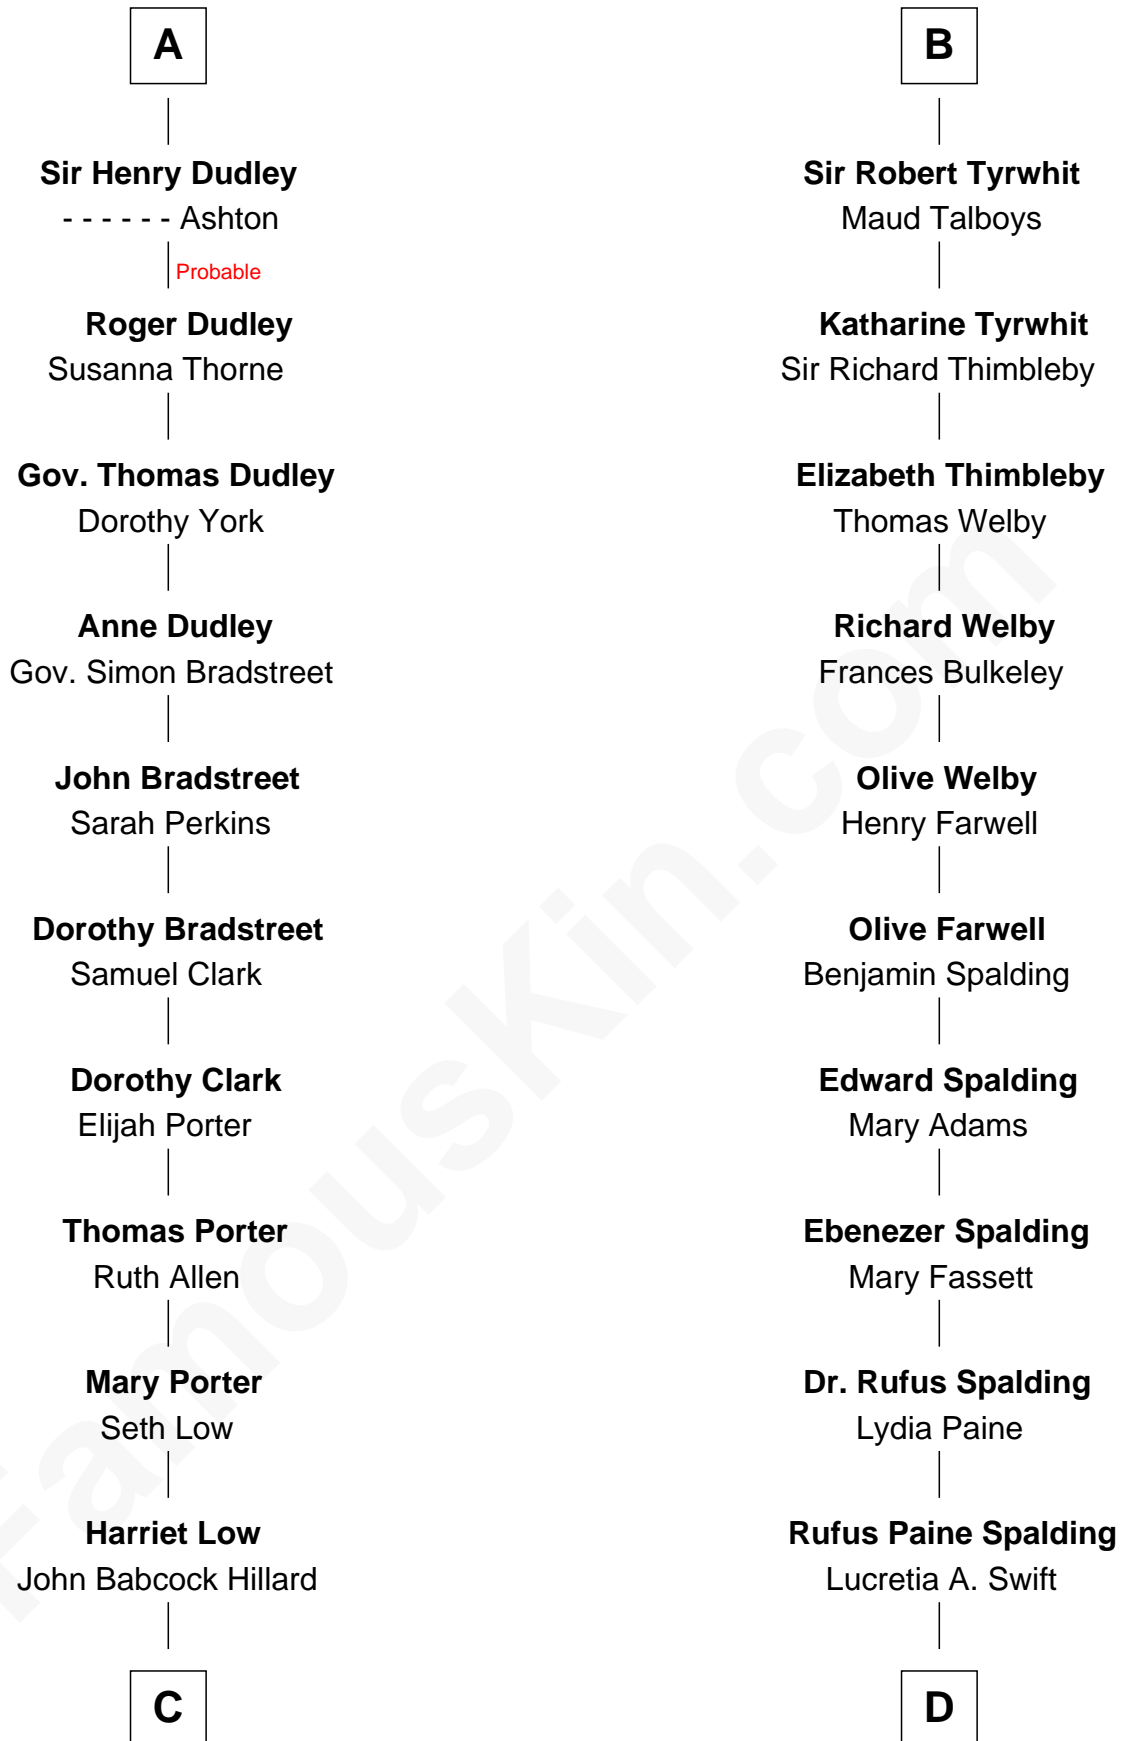 A
Sir Henry Dudley
- - - - - - Ashton
Probable
Roger Dudley
Susanna Thorne
Gov. Thomas Dudley
Dorothy York
Anne Dudley
Gov. Simon Bradstreet
John Bradstreet
Sarah Perkins
Dorothy Bradstreet
Samuel Clark
Dorothy Clark
Elijah Porter
Thomas Porter
Ruth Allen
Mary Porter
Seth Low
Harriet Low
John Babcock Hillard
C
B
Sir Robert Tyrwhit
Maud Talboys
Katharine Tyrwhit
Sir Richard Thimbleby
Elizabeth Thimbleby
Thomas Welby
Richard Welby
Frances Bulkeley
Olive Welby
Henry Farwell
Olive Farwell
Benjamin Spalding
Edward Spalding
Mary Adams
Ebenezer Spalding
Mary Fassett
Dr. Rufus Spalding
Lydia Paine
Rufus Paine Spalding
Lucretia A. Swift
D
FamousKin.com